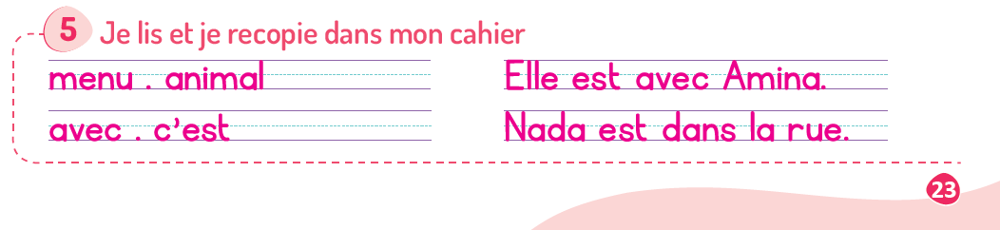 5 Je lis et je recopie dans mon cahier
menu . animal
avec . c'est
Elle est avec Amina.
Nada est dans la rue.
23